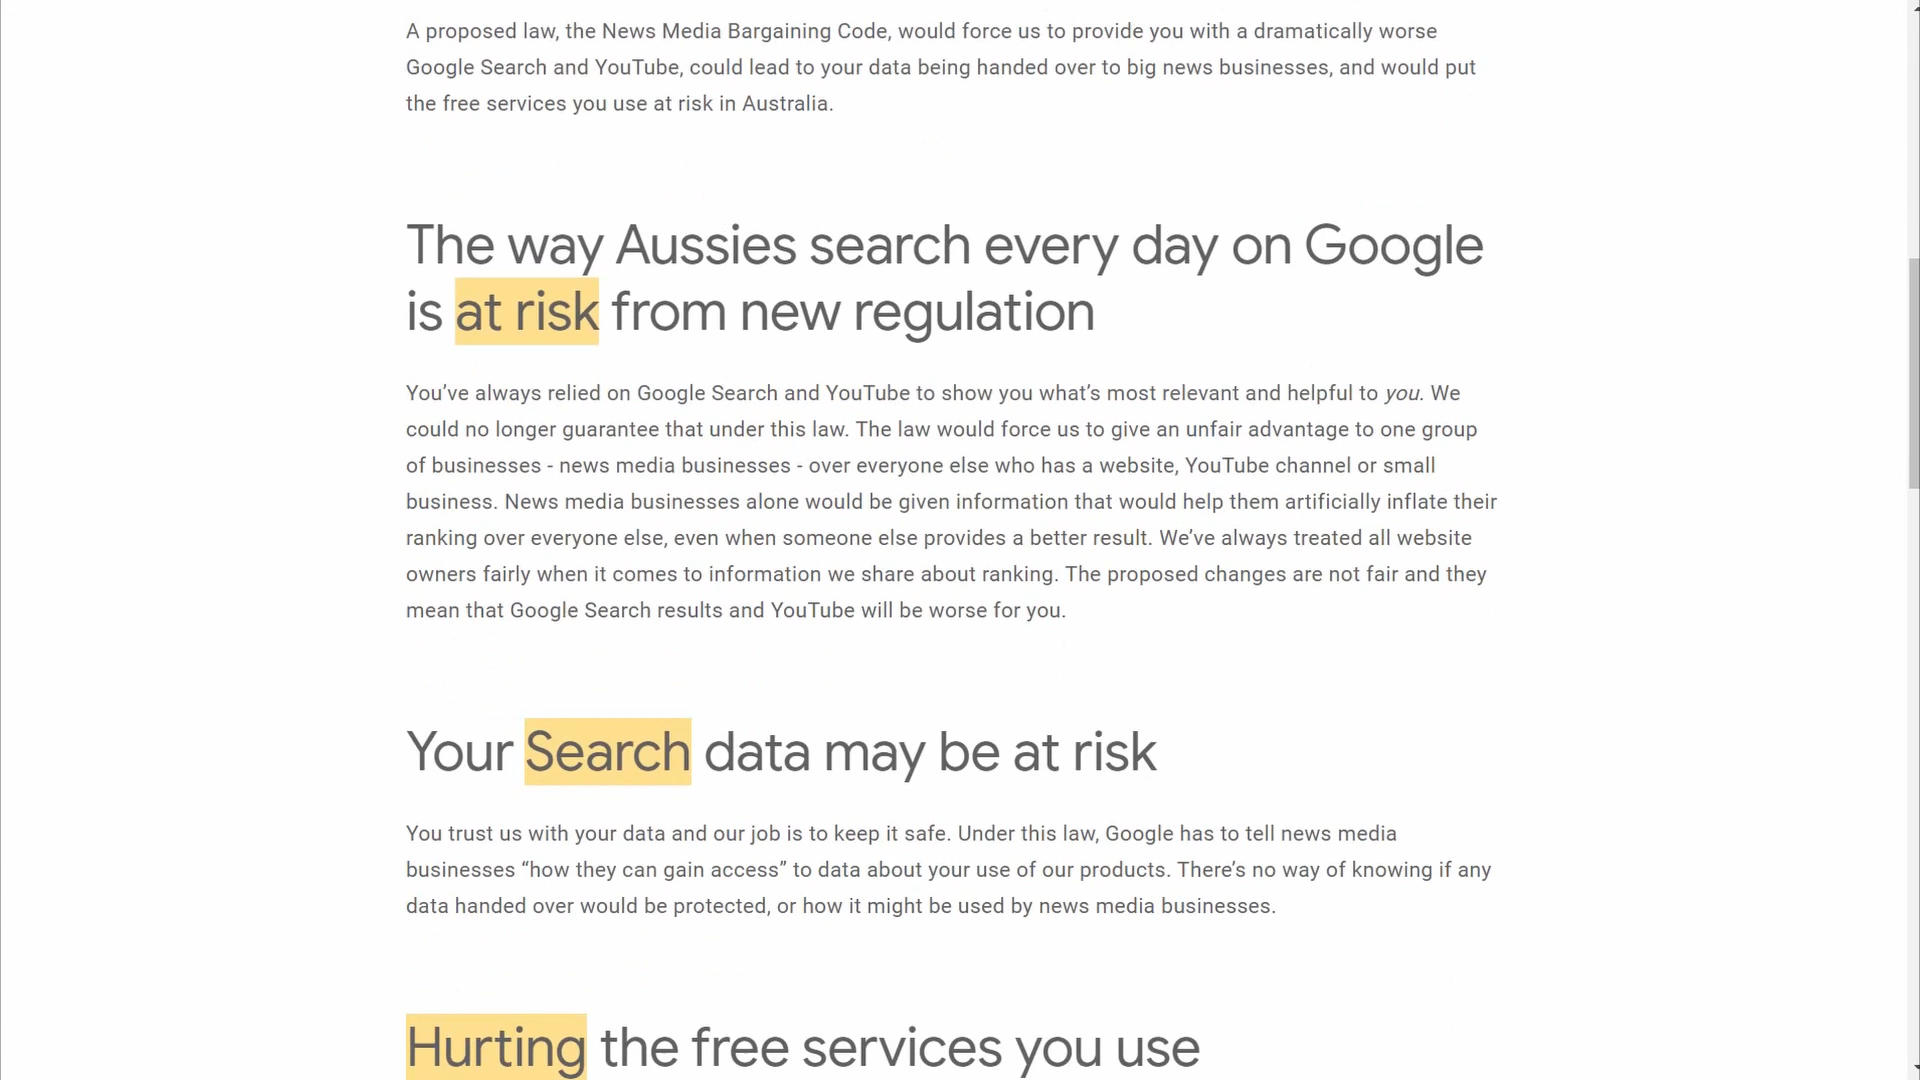 A proposed law, the News Media Bargaining Code, would force us to provide you with a dramatically worse
Google Search and YouTube, could lead to your data being handed over to big news businesses, and would put
the free services you use at risk in Australia.
The way Aussies search every day on Google
is at risk from new regulation
You’ve always relied on Google Search and YouTube to show you what’s most relevant and helpful to you. We
could no longer guarantee that under this law. The law would force us to give an unfair advantage to one group
of businesses - news media businesses - over everyone else who has a website, YouTube channel or small
business. News media businesses alone would be given information that would help them artificially inflate their
ranking over everyone else, even when someone else provides a better result. We’ve always treated all website
owners fairly when it comes to information we share about ranking. The proposed changes are not fair and they
mean that Google Search results and YouTube will be worse for you.
Your Search data may be at risk
You trust us with your data and our job is to keep it safe. Under this law, Google has to tell news media
businesses “how they can gain access” to data about your use of our products. There’s no way of knowing if any
data handed over would be protected, or how it might be used by news media businesses.
Hurting the free services you use